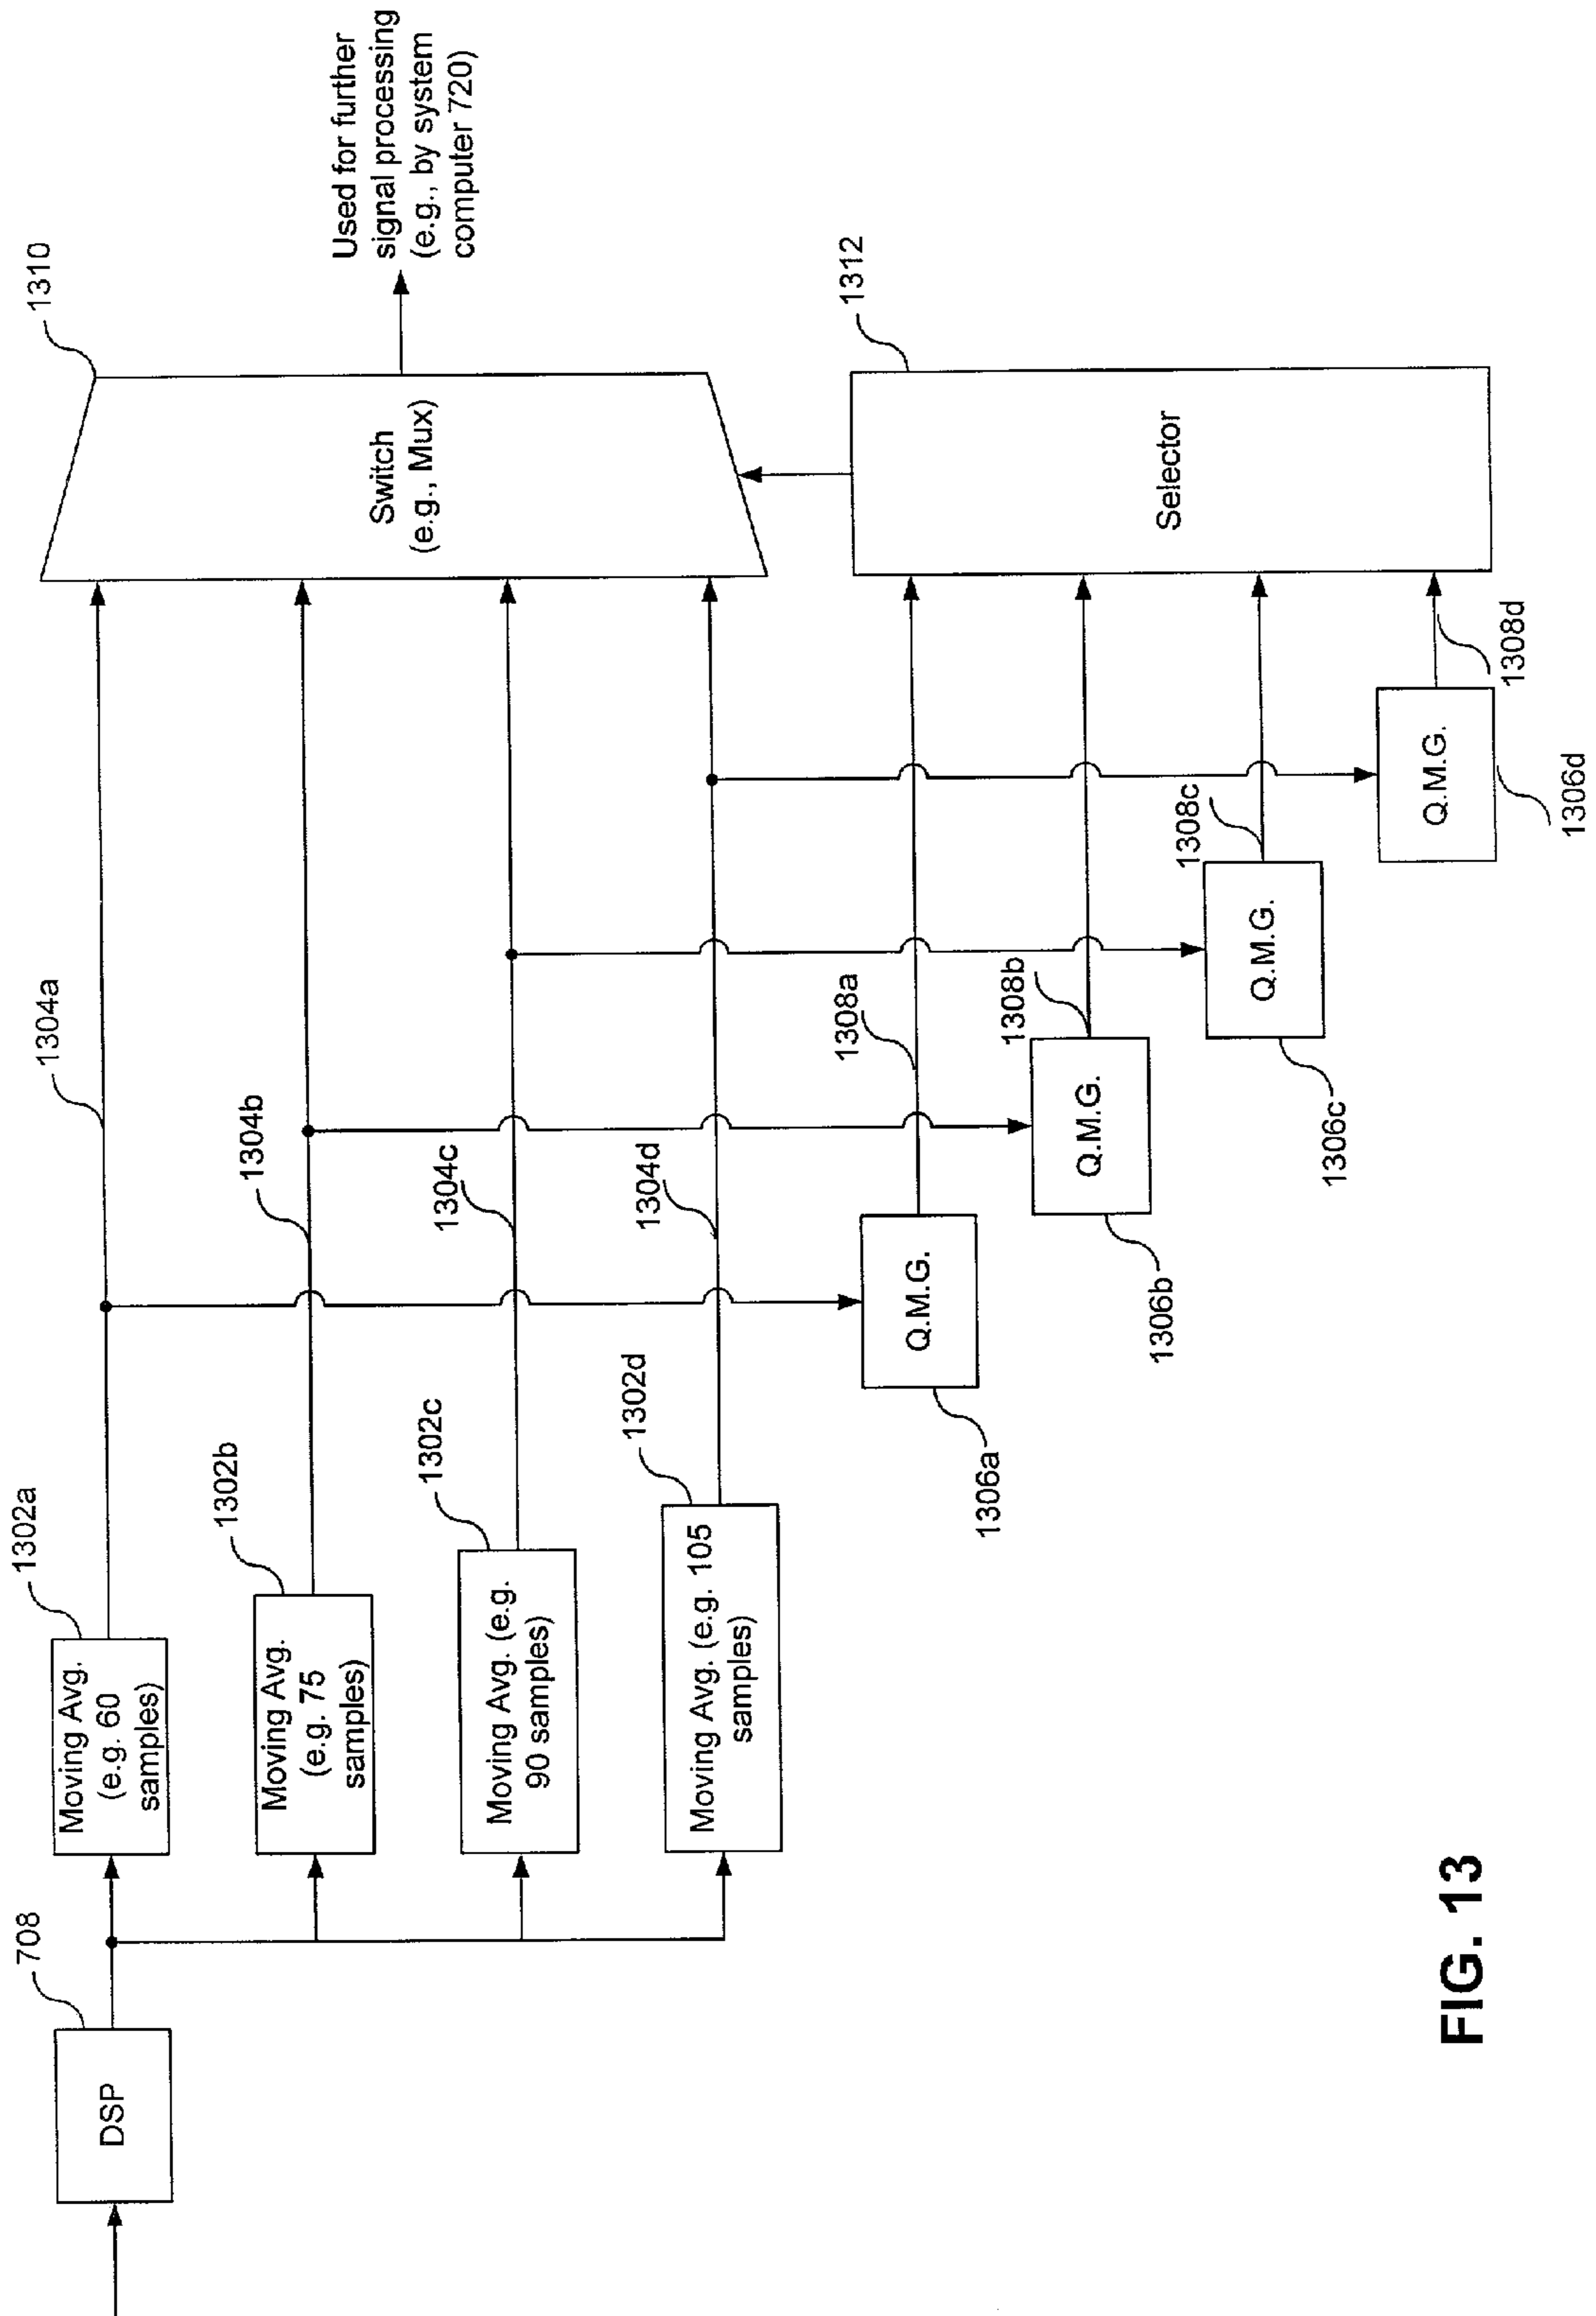 708
DSP
1302a
Moving Avg.
(e.g. 60
samples)
1302b
Moving Avg.
(e.g. 75
samples)
1302c
Moving Avg. (e.g.
90 samples)
1302d
Moving Avg. (e.g. 105
samples)
1304a
1304b
1304c
1304d
1306a
Q.M.G.
1308a
1306b
Q.M.G.
1308b
1306c
Q.M.G.
1308c
1306d
Q.M.G.
1308d
1310
Switch
(e.g., Mux)
1312
Selector
Used for further
signal processing
(e.g., by system
computer 720)
FIG. 13